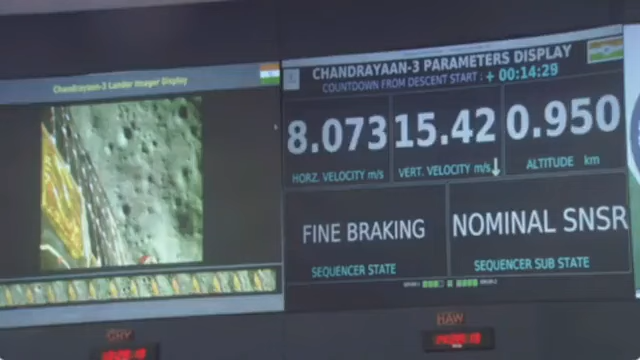 Chandrayaan-3 Lander Imager Display
CHANDRAYAAN-3 PARAMETERS DISPLAY
COUNTDOWN FROM DESCENT START : + 00:14:29
8.073 15.42 0.950
HORZ. VELOCITY m/s VERT. VELOCITY m/s ALTITUDE km
FINE BRAKING NOMINAL SNSR
SEQUENCER STATE SEQUENCER SUB STATE
HAW